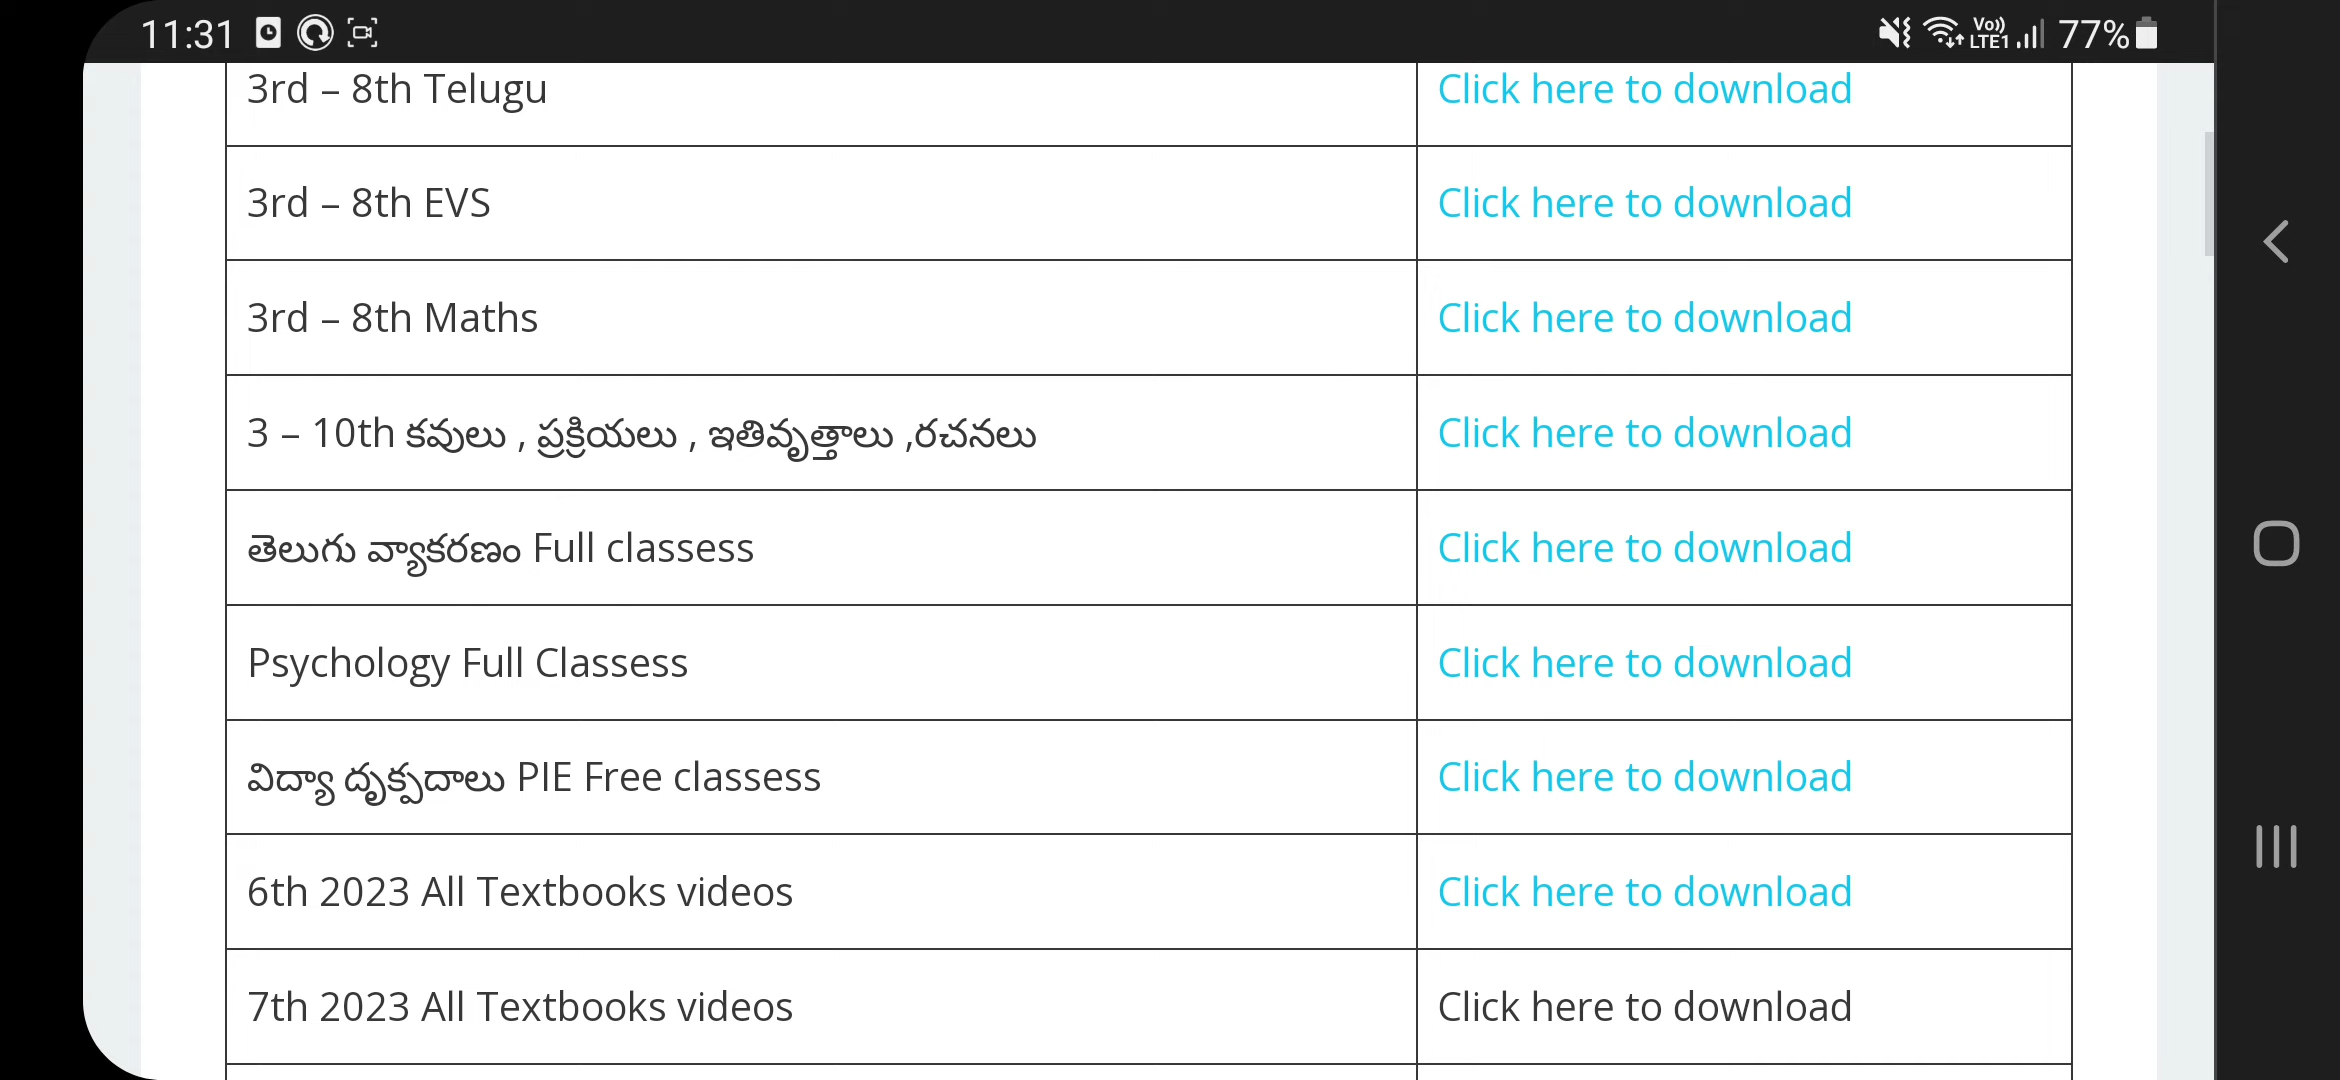 11:31 Vo)) LTE1 77%
3rd – 8th Telugu Click here to download
3rd – 8th EVS Click here to download
3rd – 8th Maths Click here to download
3 – 10th కవులు , ప్రక్రియలు , ఇతివృత్తాలు ,రచనలు Click here to download
తెలుగు వ్యాకరణం Full classess Click here to download
Psychology Full Classess Click here to download
విద్యా దృక్పదాలు PIE Free classess Click here to download
6th 2023 All Textbooks videos Click here to download
7th 2023 All Textbooks videos Click here to download